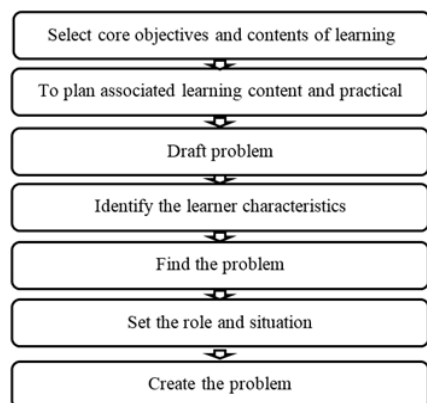 Select core objectives and contents of learning
To plan associated learning content and practical
Draft problem
Identify the learner characteristics
Find the problem
Set the role and situation
Create the problem